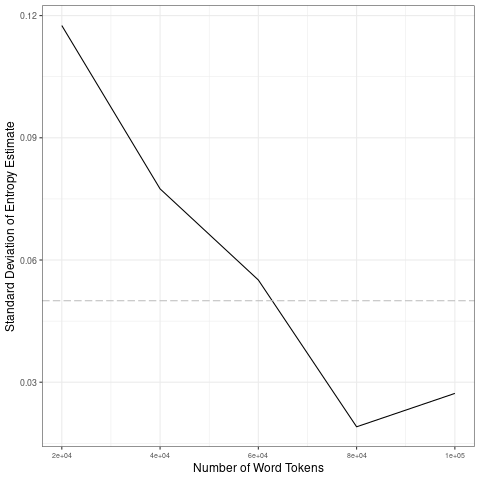 Standard Deviation of Entropy Estimate
0.12
0.09
0.06
0.03
2e+04 4e+04 6e+04 8e+04 1e+05
Number of Word Tokens